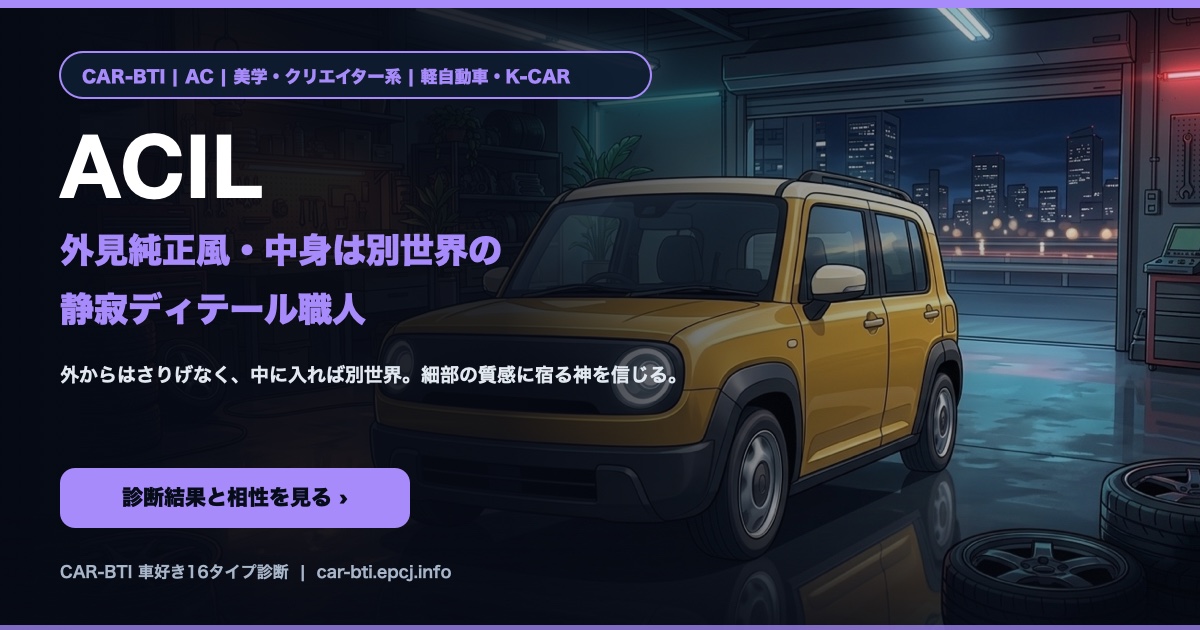 CAR-BTI | AC | 美学・クリエイター系 | 軽自動車・K-CAR
ACIL
外見純正風・中身は別世界の
静寂ディテール職人
外からはさりげなく、中に入れば別世界。細部の質感に宿る神を信じる。
診断結果と相性を見る ›
CAR-BTI 車好き16タイプ診断 | car-bti.epcj.info